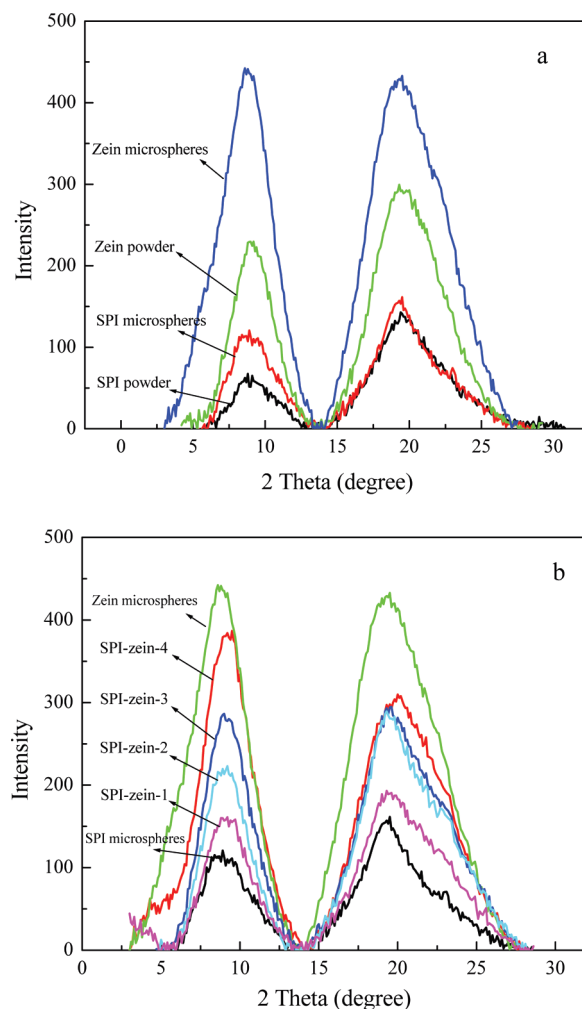 500
a
400
Zein microspheres
300
Zein powder
Intensity
200
SPI microspheres
100
SPI powder
0
0 5 10 15 20 25 30
2 Theta (degree)
500
b
Zein microspheres
400
SPI-zein-4
300
SPI-zein-3
Intensity
SPI-zein-2
200
SPI-zein-1
SPI microspheres
100
0
0 5 10 15 20 25 30
2 Theta (degree)